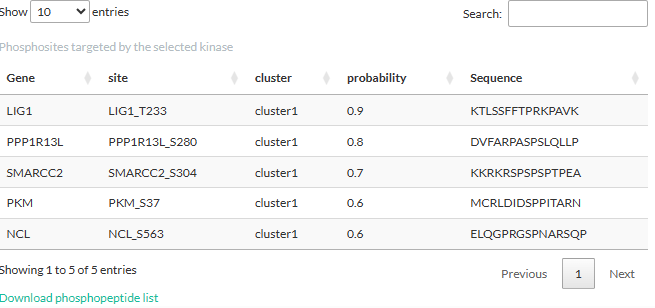 Show 10 entries Search:
Phosphosites targeted by the selected kinase
Gene site cluster probability Sequence
LIG1 LIG1_T233 cluster1 0.9 KTLSSFFTPRKPAVK
PPP1R13L PPP1R13L_S280 cluster1 0.8 DVFARPASPSLQLLP
SMARCC2 SMARCC2_S304 cluster1 0.7 KKRKRSPSPSPTPEA
PKM PKM_S37 cluster1 0.6 MCRLDIDSPPITARN
NCL NCL_S563 cluster1 0.6 ELQGPRGSPNARSQP
Showing 1 to 5 of 5 entries Previous 1 Next
Download phosphopeptide list